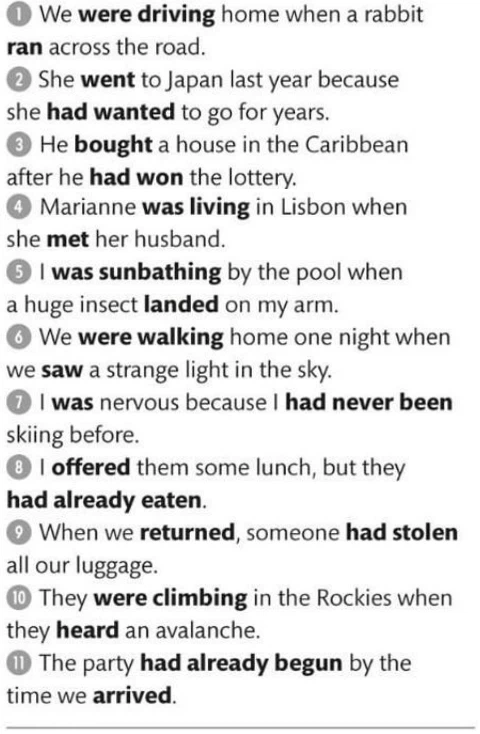 1 We were driving home when a rabbit
ran across the road.
2 She went to Japan last year because
she had wanted to go for years.
3 He bought a house in the Caribbean
after he had won the lottery.
4 Marianne was living in Lisbon when
she met her husband.
5 I was sunbathing by the pool when
a huge insect landed on my arm.
6 We were walking home one night when
we saw a strange light in the sky.
7 I was nervous because I had never been
skiing before.
8 I offered them some lunch, but they
had already eaten.
9 When we returned, someone had stolen
all our luggage.
10 They were climbing in the Rockies when
they heard an avalanche.
11 The party had already begun by the
time we arrived.